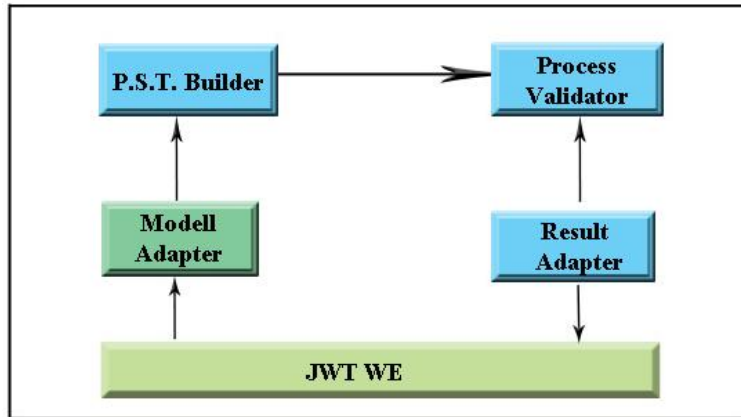 P.S.T. Builder
Process
Validator
Modell
Adapter
Result
Adapter
JWT WE